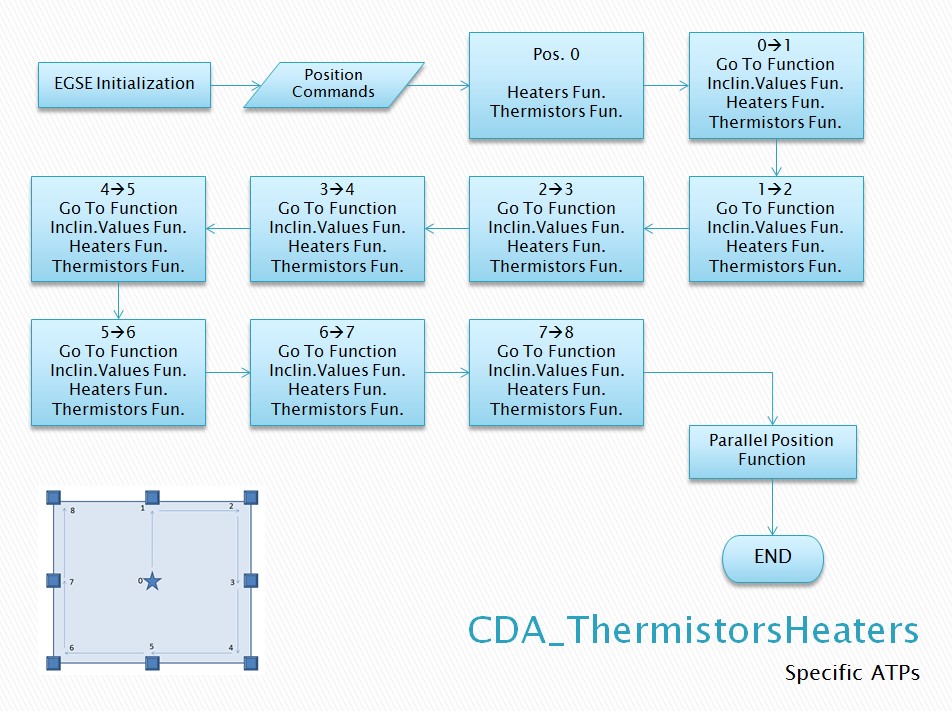 EGSE Initialization
Position
Commands
Pos. 0
Heaters Fun.
Thermistors Fun.
0→1
Go To Function
Inclin.Values Fun.
Heaters Fun.
Thermistors Fun.
1→2
Go To Function
Inclin.Values Fun.
Heaters Fun.
Thermistors Fun.
2→3
Go To Function
Inclin.Values Fun.
Heaters Fun.
Thermistors Fun.
3→4
Go To Function
Inclin.Values Fun.
Heaters Fun.
Thermistors Fun.
4→5
Go To Function
Inclin.Values Fun.
Heaters Fun.
Thermistors Fun.
5→6
Go To Function
Inclin.Values Fun.
Heaters Fun.
Thermistors Fun.
6→7
Go To Function
Inclin.Values Fun.
Heaters Fun.
Thermistors Fun.
7→8
Go To Function
Inclin.Values Fun.
Heaters Fun.
Thermistors Fun.
Parallel Position
Function
END
8
1
2
7
0
3
6
5
4
CDA_ThermistorsHeaters
Specific ATPs